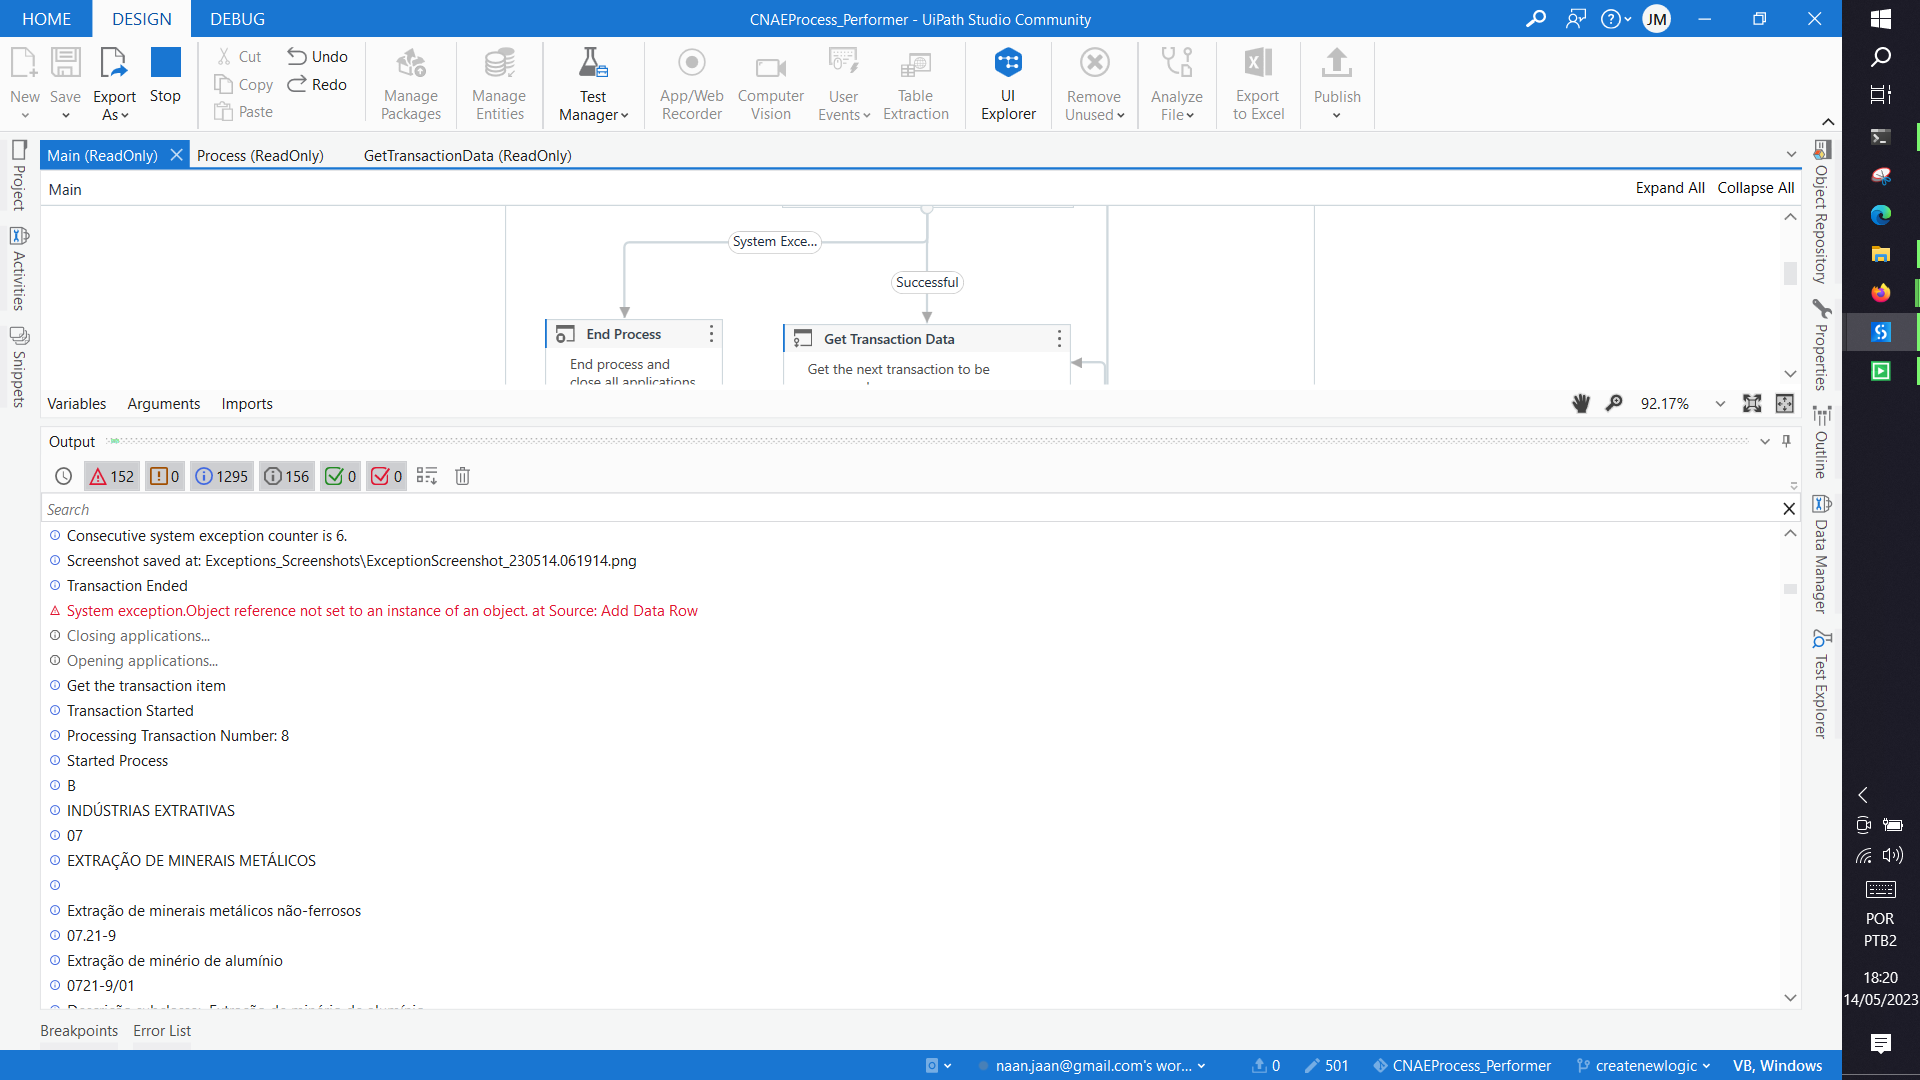 HOME DESIGN DEBUG
CNAEProcess_Performer - UiPath Studio Community
JM
New
Save
Export As
Stop
Cut
Copy
Paste
Undo
Redo
Manage Packages
Manage Entities
Test Manager
App/Web Recorder
Computer Vision
User Events
Table Extraction
UI Explorer
Remove Unused
Analyze File
Export to Excel
Publish
Main (ReadOnly)
Process (ReadOnly)
GetTransactionData (ReadOnly)
Main
Expand All Collapse All
Project
Activities
Snippets
System Exce...
Successful
End Process
End process and
close all applications
Get Transaction Data
Get the next transaction to be
Variables Arguments Imports
92.17%
Object Repository
Properties
Outline
Data Manager
Test Explorer
Output
152 0 1295 156 0 0
Search
Consecutive system exception counter is 6.
Screenshot saved at: Exceptions_Screenshots\ExceptionScreenshot_230514.061914.png
Transaction Ended
System exception.Object reference not set to an instance of an object. at Source: Add Data Row
Closing applications...
Opening applications...
Get the transaction item
Transaction Started
Processing Transaction Number: 8
Started Process
B
INDÚSTRIAS EXTRATIVAS
07
EXTRAÇÃO DE MINERAIS METÁLICOS
Extração de minerais metálicos não-ferrosos
07.21-9
Extração de minério de alumínio
0721-9/01
Breakpoints Error List
naan.jaan@gmail.com's wor...
0
501
CNAEProcess_Performer
createnewlogic
VB, Windows
POR
PTB2
18:20
14/05/2023